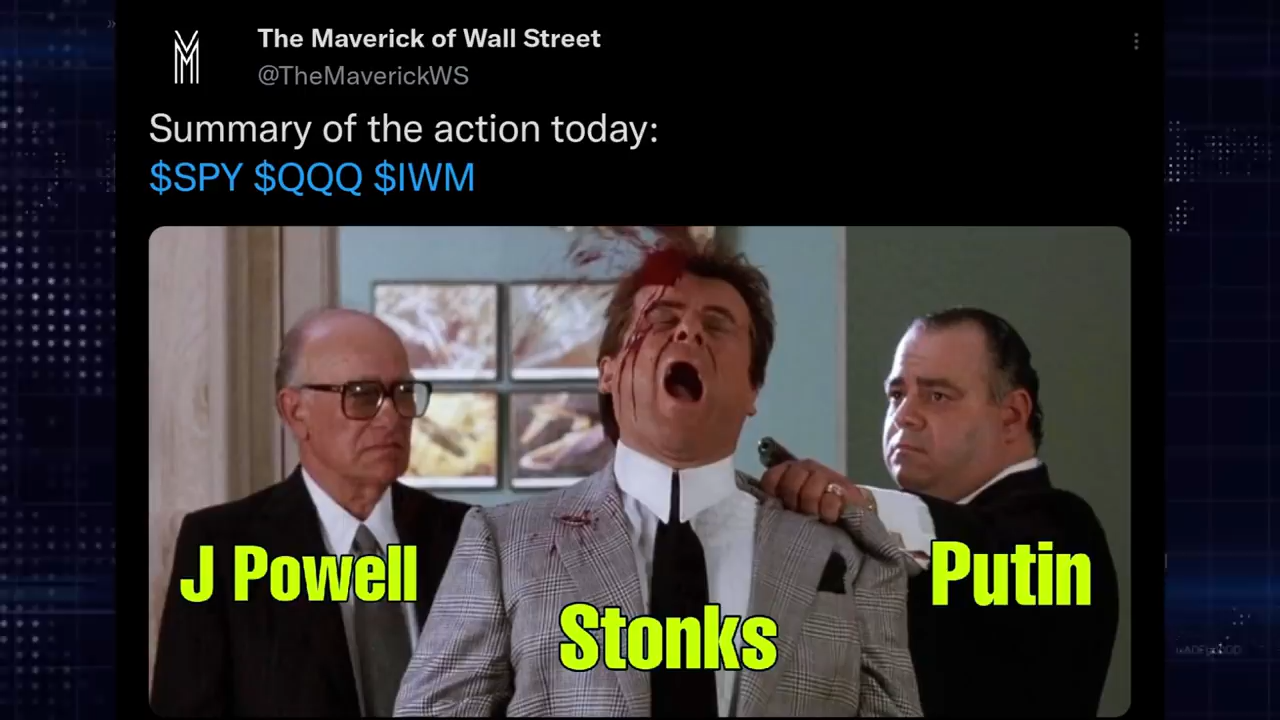 The Maverick of Wall Street
@TheMaverickWS
Summary of the action today:
$SPY $QQQ $IWM
J Powell
Putin
Stonks